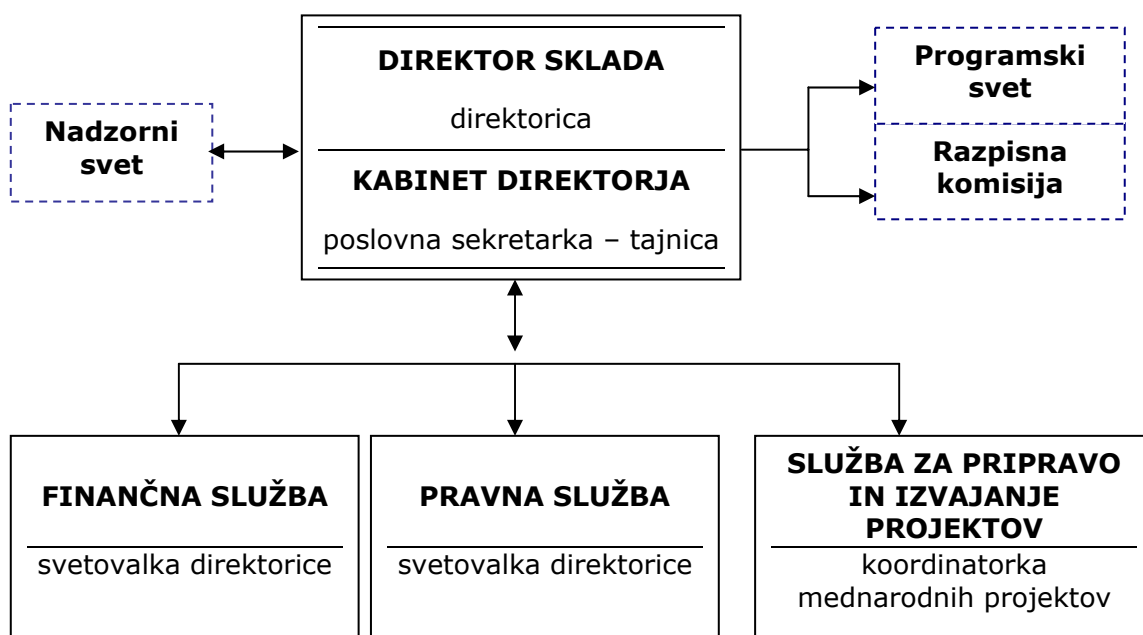 DIREKTOR SKLADA
direktorica
KABINET DIREKTORJA
poslovna sekretarka – tajnica
Nadzorni
svet
Programski
svet
Razpisna
komisija
FINANČNA SLUŽBA
svetovalka direktorice
PRAVNA SLUŽBA
svetovalka direktorice
SLUŽBA ZA PRIPRAVO
IN IZVAJANJE
PROJEKTOV
koordinatorka
mednarodnih projektov